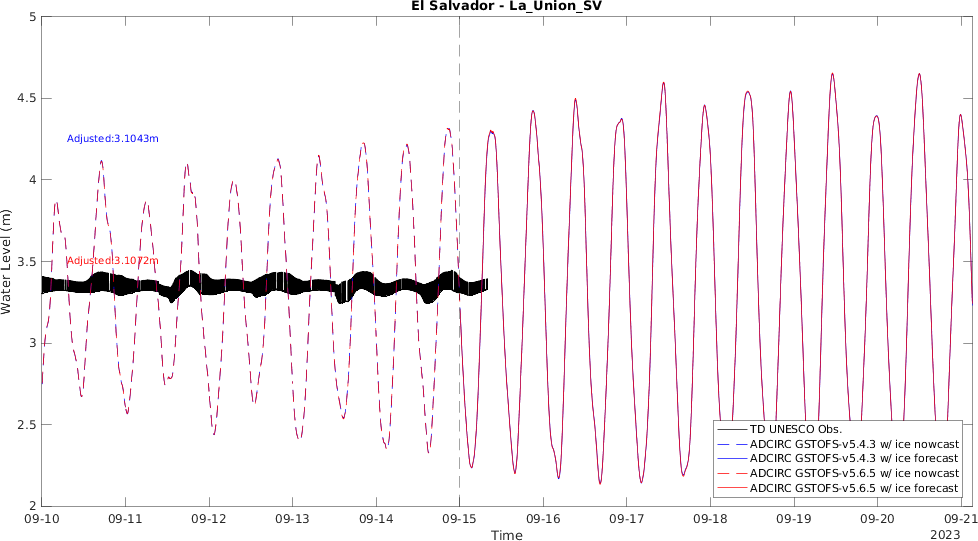 El Salvador - La_Union_SV
5
4.5
4
3.5
3
2.5
2
Water Level (m)
Adjusted:3.1043m
Adjusted:3.1072m
TD UNESCO Obs.
ADCIRC GSTOFS-v5.4.3 w/ ice nowcast
ADCIRC GSTOFS-v5.4.3 w/ ice forecast
ADCIRC GSTOFS-v5.6.5 w/ ice nowcast
ADCIRC GSTOFS-v5.6.5 w/ ice forecast
09-10 09-11 09-12 09-13 09-14 09-15 09-16 09-17 09-18 09-19 09-20 09-21
Time
2023